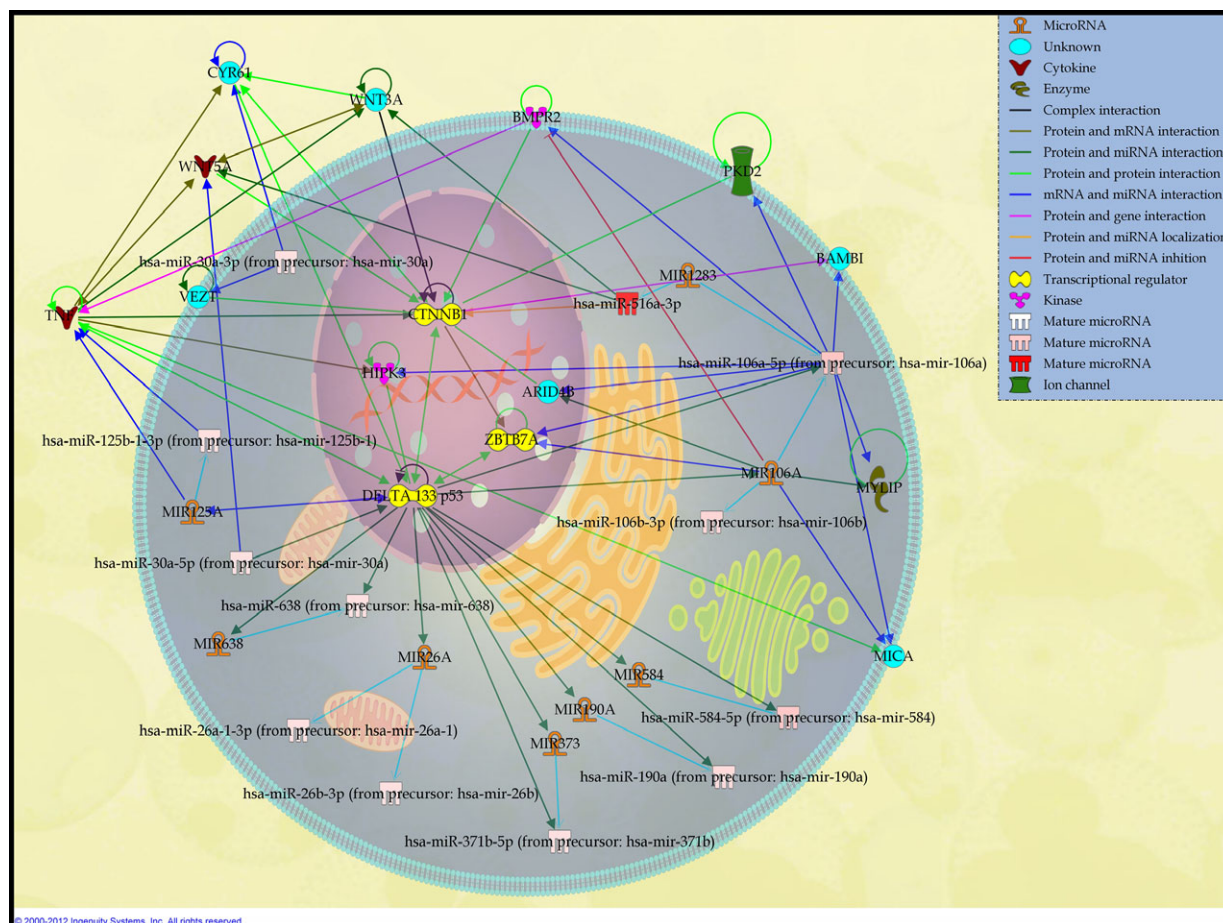 MicroRNA
Unknown
Cytokine
Enzyme
Complex interaction
Protein and mRNA interaction
Protein and miRNA interaction
Protein and protein interaction
mRNA and miRNA interaction
Protein and gene interaction
Protein and miRNA localization
Protein and miRNA inhition
Transcriptional regulator
Kinase
Mature microRNA
Mature microRNA
Mature microRNA
Ion channel
CYR61
WNT3A
BMPR2
WNT5A
PKD2
hsa-miR-30a-3p (from precursor: hsa-mir-30a)
BAMBI
MIR1283
VEZT
hsa-miR-516a-3p
TNF
CTNNB1
hsa-miR-106a-5p (from precursor: hsa-mir-106a)
HIPK3
ARID4B
hsa-miR-125b-1-3p (from precursor: hsa-mir-125b-1)
ZBTB7A
MIR106A
MYLIP
DELTA 133 p53
MIR125A
hsa-miR-106b-3p (from precursor: hsa-mir-106b)
hsa-miR-30a-5p (from precursor: hsa-mir-30a)
hsa-miR-638 (from precursor: hsa-mir-638)
MIR638
MIR26A
MICA
MIR584
MIR190A
hsa-miR-584-5p (from precursor: hsa-mir-584)
hsa-miR-26a-1-3p (from precursor: hsa-mir-26a-1)
MIR373
hsa-miR-190a (from precursor: hsa-mir-190a)
hsa-miR-26b-3p (from precursor: hsa-mir-26b)
hsa-miR-371b-5p (from precursor: hsa-mir-371b)
© 2000-2012 Ingenuity Systems, Inc. All rights reserved.